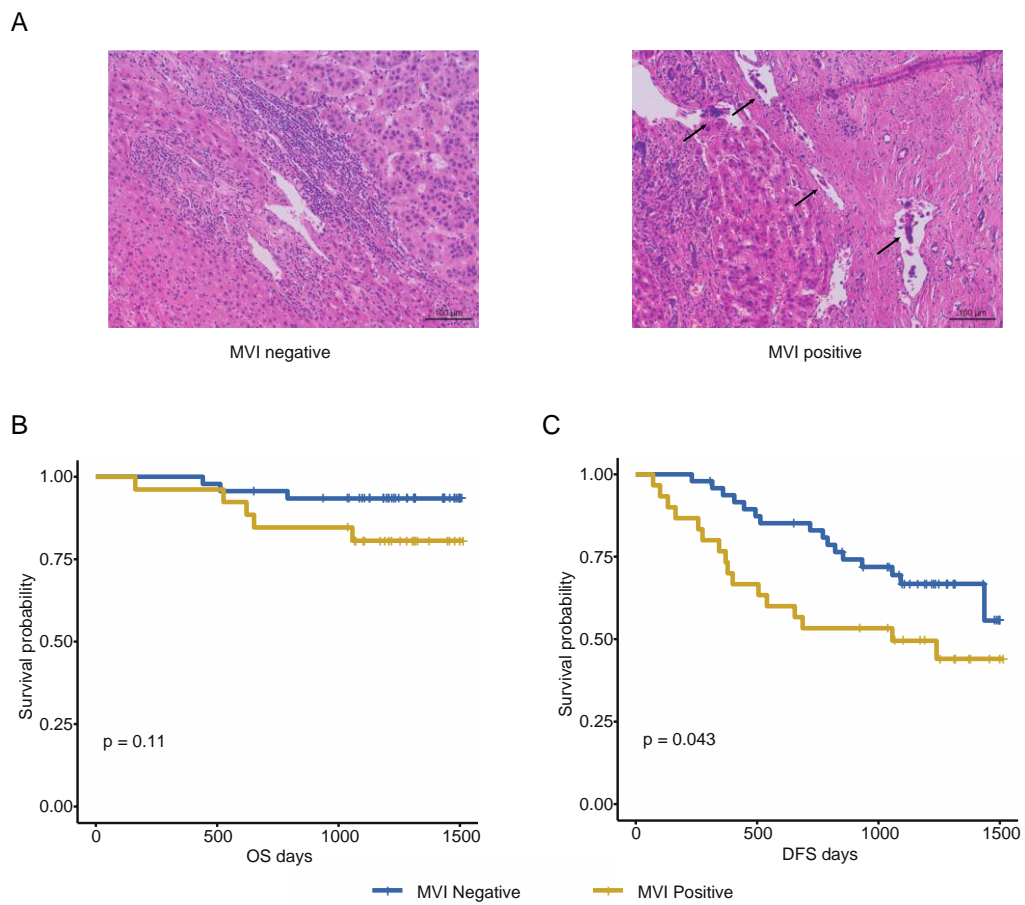 A
100 μm
100 μm
MVI negative
MVI positive
B
C
Survival probability
1.00
0.75
0.50
0.25
0.00
p = 0.11
0
500
1000
1500
OS days
Survival probability
1.00
0.75
0.50
0.25
0.00
p = 0.043
0
500
1000
1500
DFS days
MVI Negative
MVI Positive